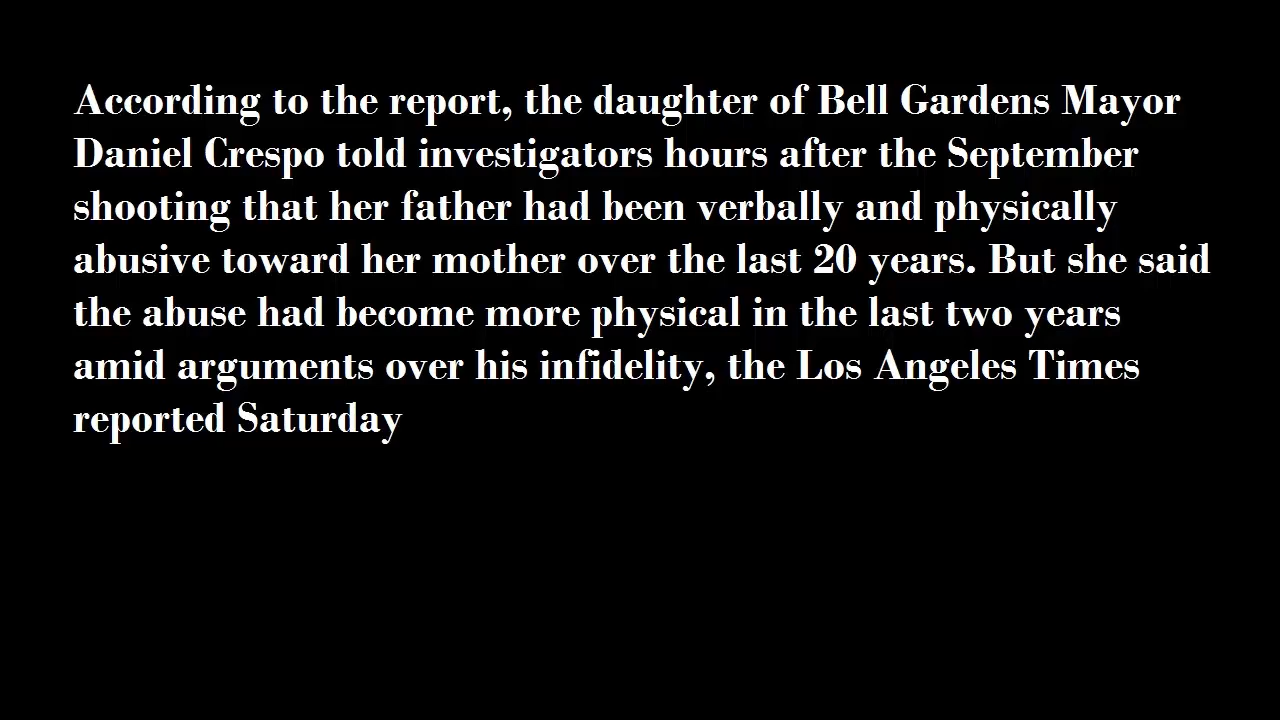 According to the report, the daughter of Bell Gardens Mayor
Daniel Crespo told investigators hours after the September
shooting that her father had been verbally and physically
abusive toward her mother over the last 20 years. But she said
the abuse had become more physical in the last two years
amid arguments over his infidelity, the Los Angeles Times
reported Saturday